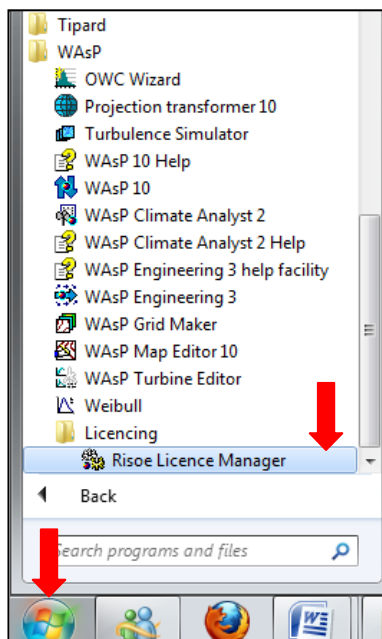 Tipard
WAsP
OWC Wizard
Projection transformer 10
Turbulence Simulator
WAsP 10 Help
WAsP 10
WAsP Climate Analyst 2
WAsP Climate Analyst 2 Help
WAsP Engineering 3 help facility
WAsP Engineering 3
WAsP Grid Maker
WAsP Map Editor 10
WAsP Turbine Editor
Weibull
Licencing
Risoe Licence Manager
Back
Search programs and files